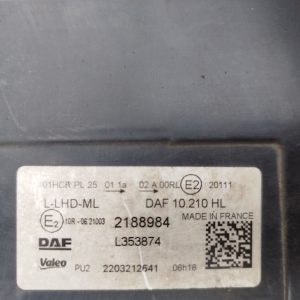 01HCR PL 25 01 1a → 02 A 00RL E2 20111
L-LHD-ML DAF 10.210 HL
E2 10R - 06.21003 2188984 MADE IN FRANCE
DAF L353874
Valeo PU2 2203212641 06h18